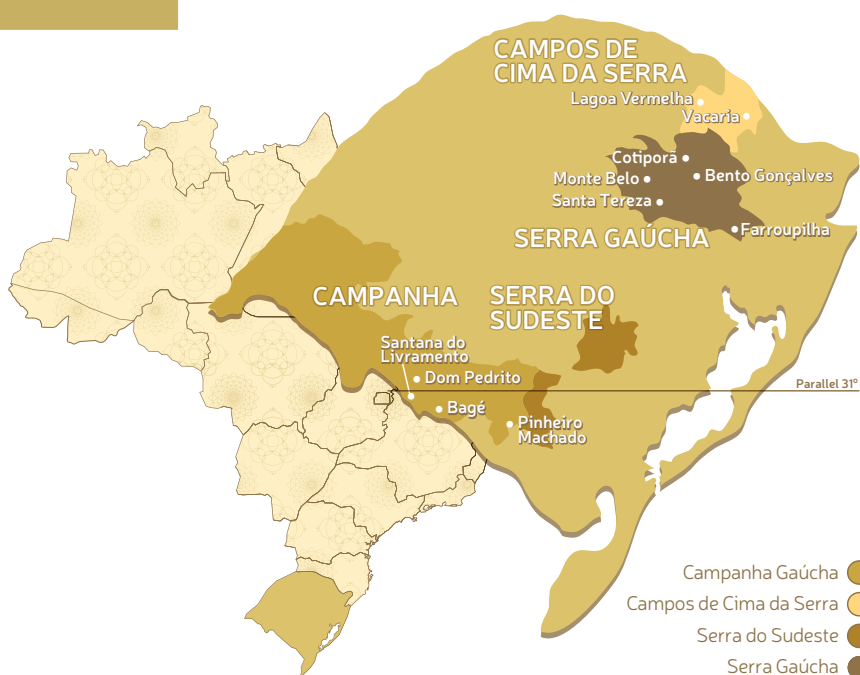 CAMPOS DE
CIMA DA SERRA
Lagoa Vermelha
Vacaria
Cotiporã
Monte Belo
Bento Gonçalves
Santa Tereza
Farroupilha
SERRA GAÚCHA
CAMPANHA
SERRA DO
SUDESTE
Santana do
Livramento
Dom Pedrito
Parallel 31º
Bagé
Pinheiro
Machado
Campanha Gaúcha
Campos de Cima da Serra
Serra do Sudeste
Serra Gaúcha